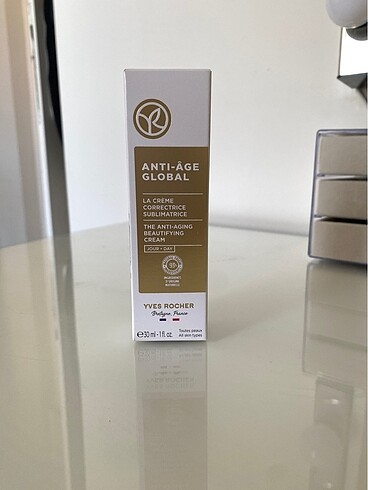 ANTI-ÂGE
GLOBAL
LA CRÈME
CORRECTRICE
SUBLIMATRICE
THE ANTI-AGING
BEAUTIFYING
CREAM
JOUR • DAY
YVES ROCHER
Bretagne, France
℮30 ml - 1 fl. oz.
Toutes peaux
All skin types